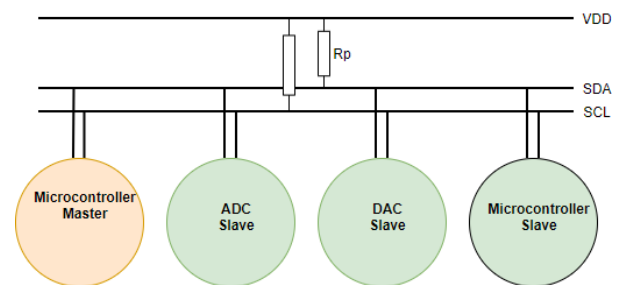 VDD
Rp
SDA
SCL
Microcontroller
Master
ADC
Slave
DAC
Slave
Microcontroller
Slave